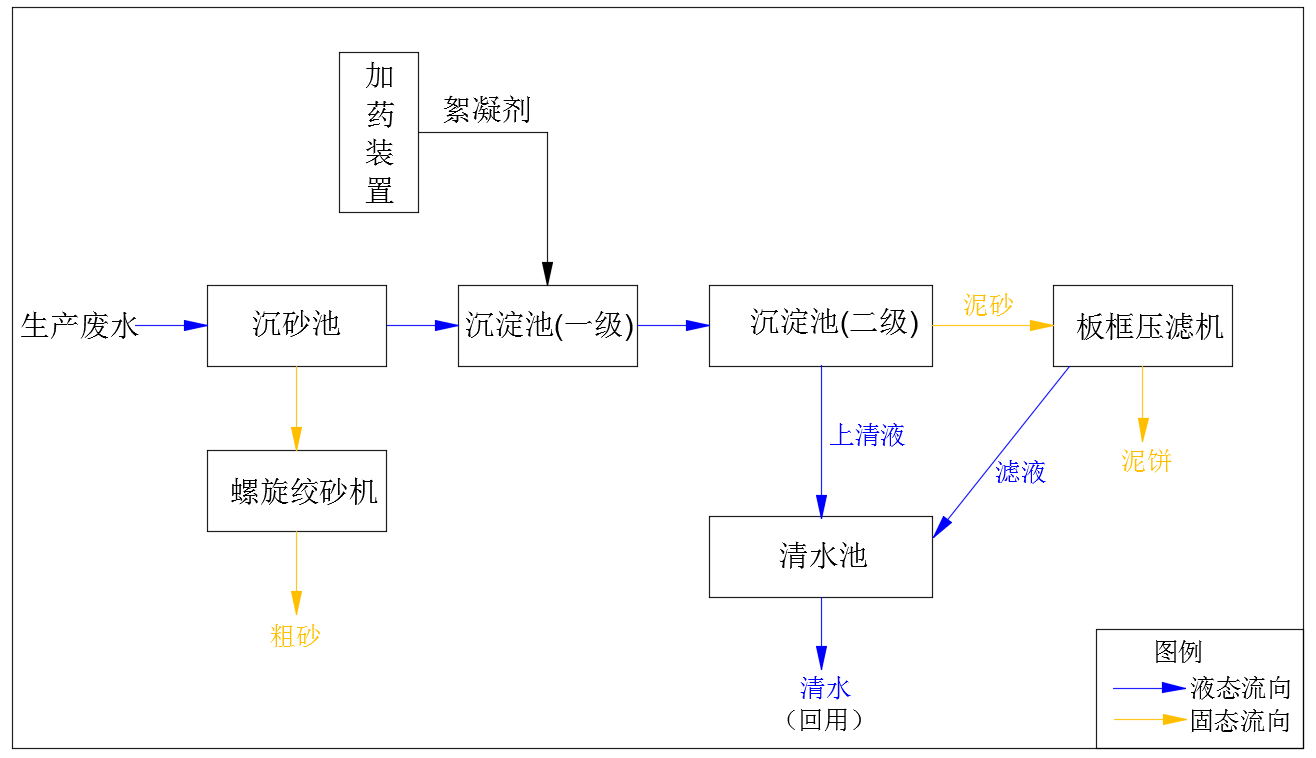 加药装置
絮凝剂
生产废水
沉砂池
沉淀池(一级)
沉淀池(二级)
泥砂
板框压滤机
上清液
滤液
泥饼
螺旋绞砂机
清水池
粗砂
清水
（回用）
图例
液态流向
固态流向